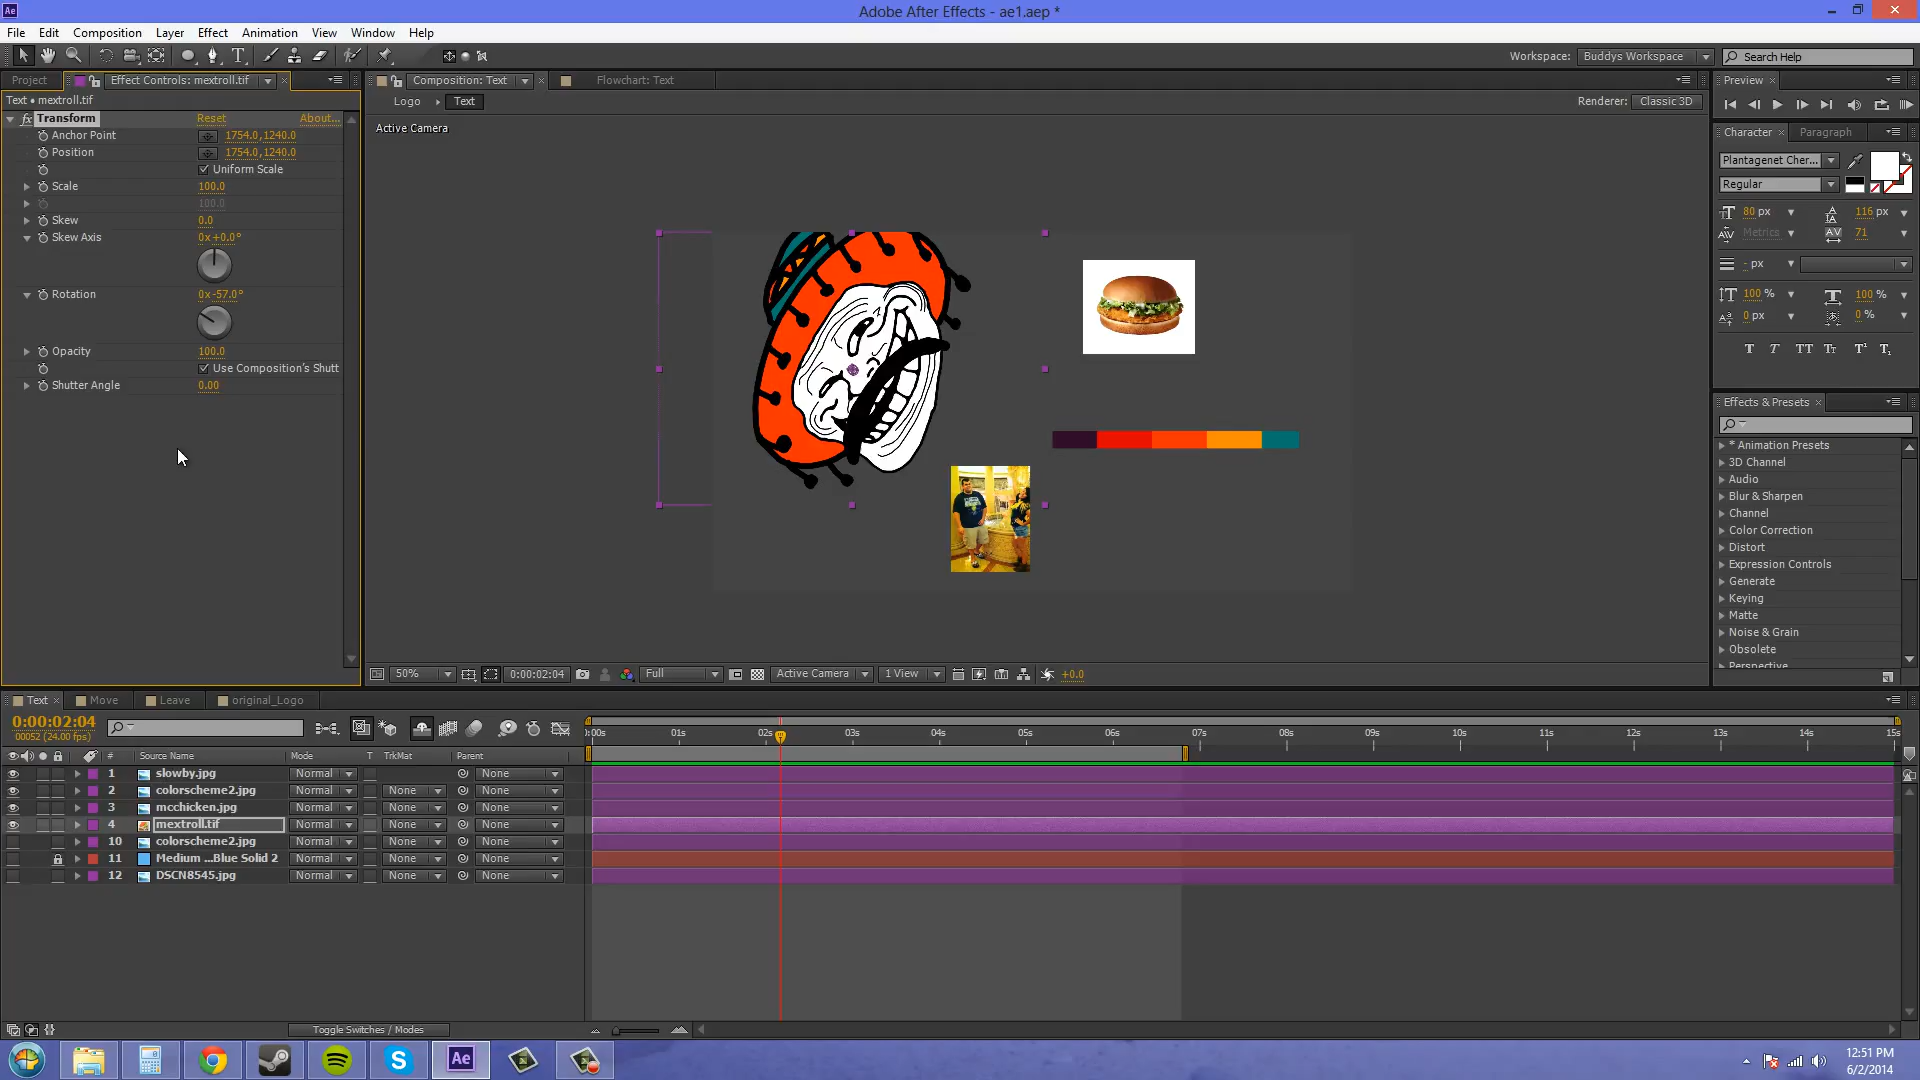 Ae Adobe After Effects - ae1.aep *
File Edit Composition Layer Effect Animation View Window Help
Workspace: Buddys Workspace Search Help
Project Effect Controls: mextroll.tif Composition: Text Flowchart: Text Preview
Text • mextroll.tif Logo Text Renderer: Classic 3D
Transform Reset About...
Active Camera
Anchor Point 1754.0,1240.0
Position 1754.0,1240.0
Uniform Scale
Scale 100.0
100.0
Skew 0.0
Skew Axis 0x+0.0°
Rotation 0x-57.0°
Opacity 100.0
Use Composition's Shutt
Shutter Angle 0.00
Character Paragraph
Plantagenet Cher...
Regular
80 px 116 px
Metrics 71
- px
100 % 100 %
0 px 0 %
T T TT Tr T¹ T₁
Effects & Presets
* Animation Presets
3D Channel
Audio
Blur & Sharpen
Channel
Color Correction
Distort
Expression Controls
Generate
Keying
Matte
Noise & Grain
Obsolete
Perspective
50% 0:00:02:04 Full Active Camera 1 View +0.0
Text Move Leave original_Logo
0:00:02:04
00052 (24.00 fps)
:00s 01s 02s 03s 04s 05s 06s 07s 08s 09s 10s 11s 12s 13s 14s 15s
# Source Name Mode T TrkMat Parent
1 slowby.jpg Normal None
2 colorscheme2.jpg Normal None None
3 mcchicken.jpg Normal None None
4 mextroll.tif Normal None None
10 colorscheme2.jpg Normal None None
11 Medium ...Blue Solid 2 Normal None None
12 DSCN8545.jpg Normal None None
Toggle Switches / Modes
Ae
12:51 PM
6/2/2014